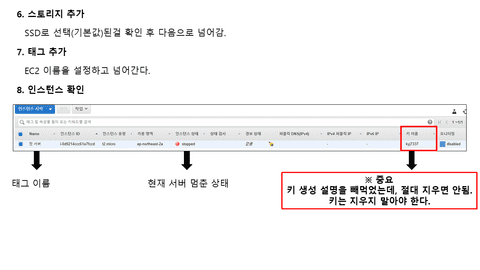 6. 스토리지 추가
SSD로 선택(기본값)된걸 확인 후 다음으로 넘어감.
7. 태그 추가
EC2 이름을 설정하고 넘어간다.
8. 인스턴스 확인
인스턴스 시작 작업
Name 인스턴스 ID 인스턴스 유형 가용 영역 인스턴스 상태 상태 검사 경보 상태 퍼블릭 DNS(IPv4) IPv4 퍼블릭 IP IPv6 IP 키 이름 모니터링
t2.micro ap-northeast-2a stopped 없음 disabled
태그 이름
현재 서버 멈춘 상태
※ 중요
키 생성 설명을 빼먹었는데, 절대 지우면 안됨.
키는 지우지 말아야 한다.